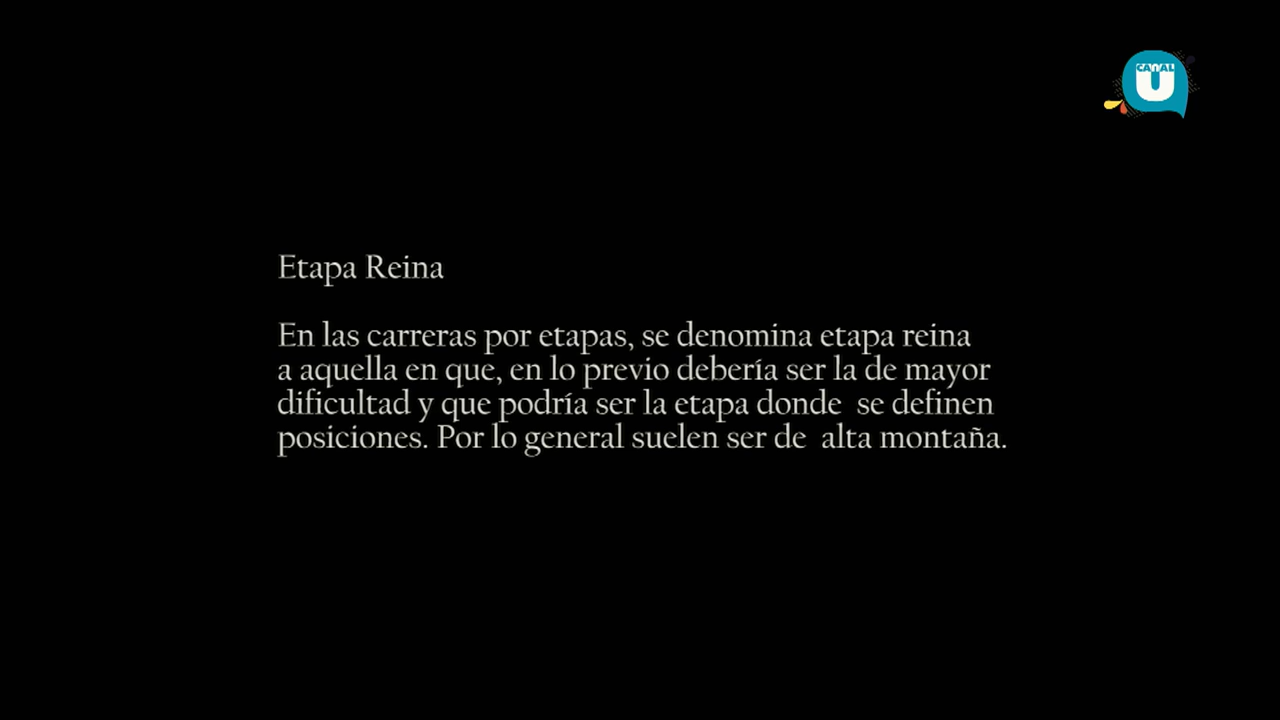 CANAL
U
Etapa Reina
En las carreras por etapas, se denomina etapa reina
a aquella en que, en lo previo debería ser la de mayor
dificultad y que podría ser la etapa donde  se definen
posiciones. Por lo general suelen ser de  alta montaña.